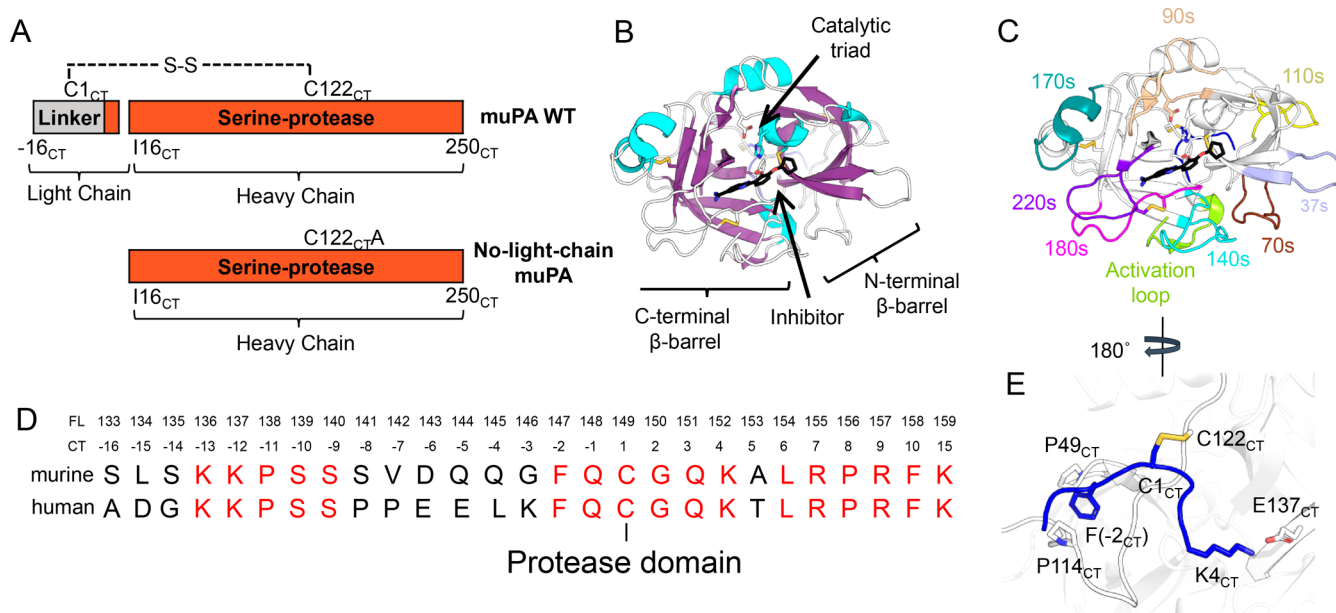 A
S-S
C1CT
C122CT
Linker
Serine-protease
muPA WT
-16CT
I16CT
250CT
Light Chain
Heavy Chain
C122CTA
Serine-protease
No-light-chain
muPA
I16CT
250CT
Heavy Chain
B
Catalytic
triad
C-terminal
β-barrel
Inhibitor
N-terminal
β-barrel
C
90s
170s
110s
220s
37s
180s
70s
140s
Activation
loop
180°
D
FL 133 134 135 136 137 138 139 140 141 142 143 144 145 146 147 148 149 150 151 152 153 154 155 156 157 158 159
CT -16 -15 -14 -13 -12 -11 -10 -9 -8 -7 -6 -5 -4 -3 -2 -1 1 2 3 4 5 6 7 8 9 10 15
murine S L S K K P S S S V D Q Q G F Q C G Q K A L R P R F K
human A D G K K P S S P P E E L K F Q C G Q K T L R P R F K
Protease domain
E
P49CT
C122CT
C1CT
E137CT
F(-2CT)
P114CT
K4CT